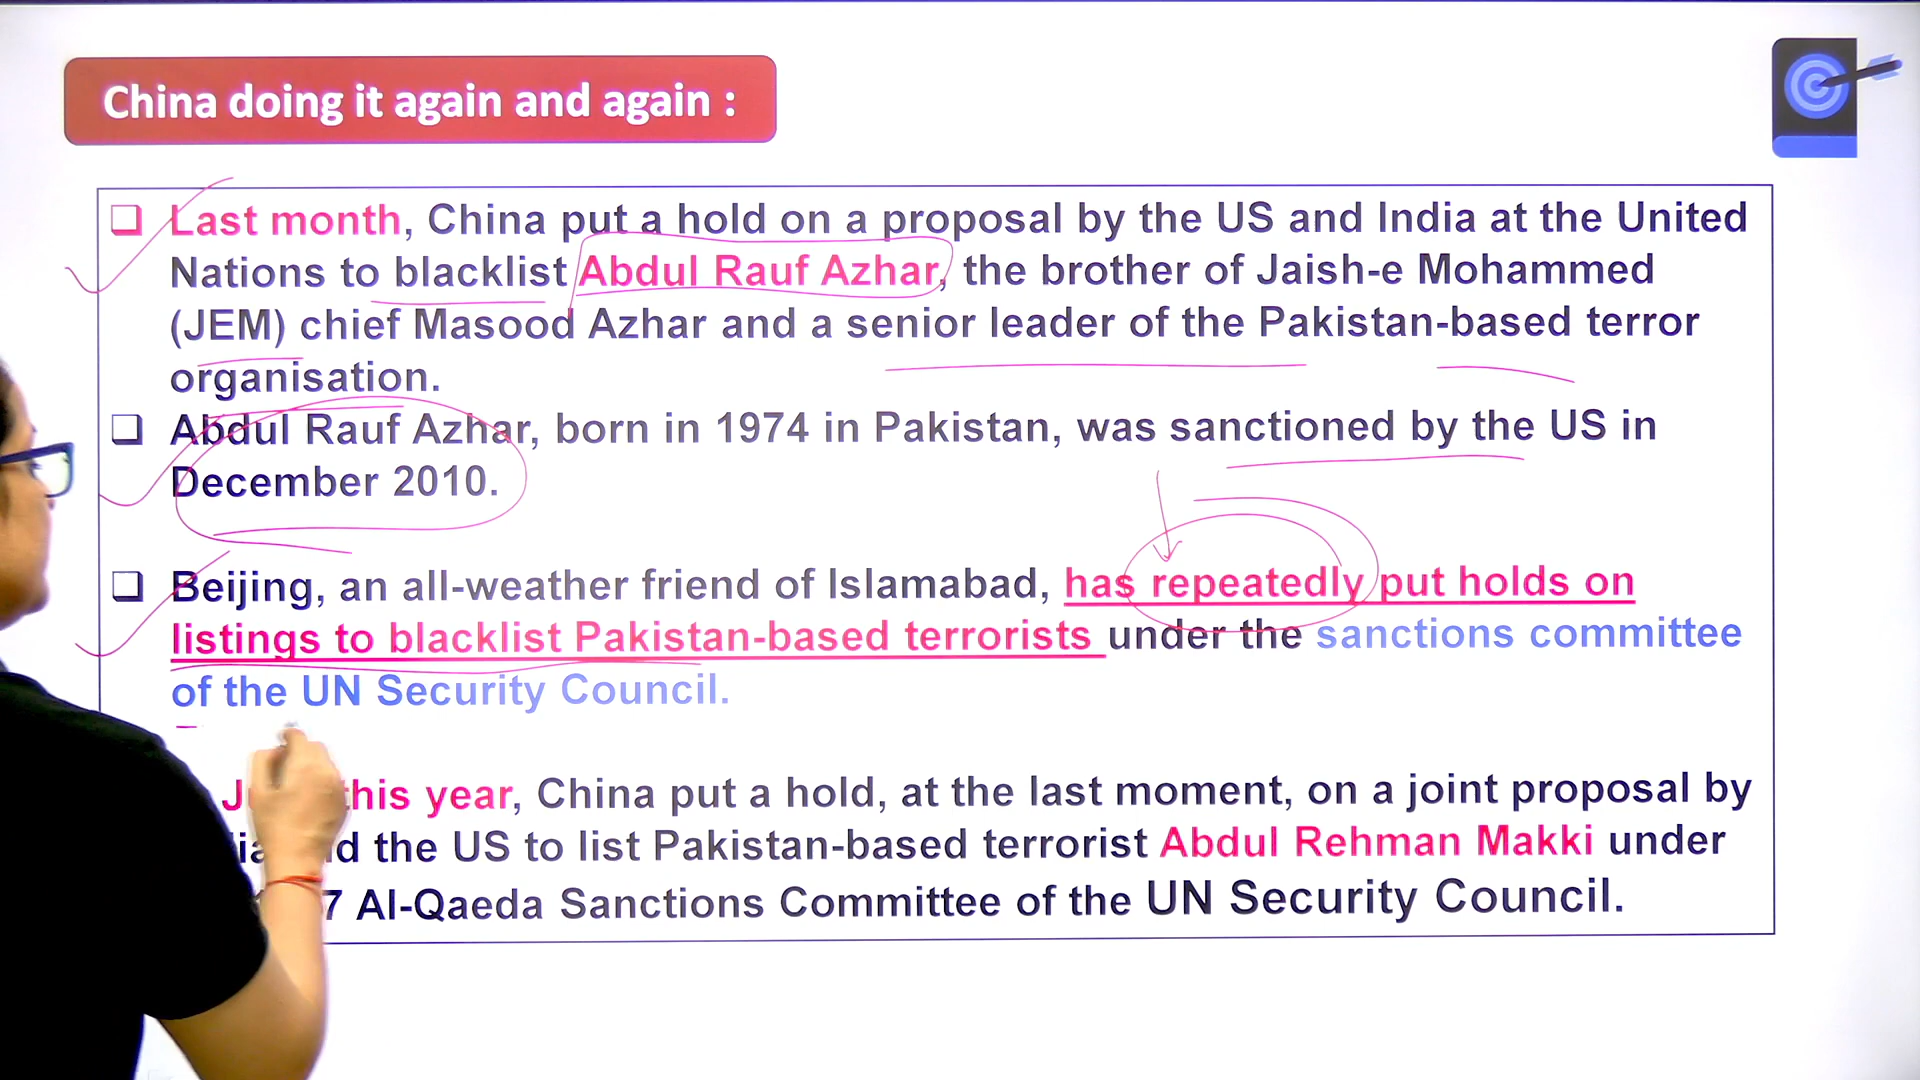 China doing it again and again :
Last month, China put a hold on a proposal by the US and India at the United
Nations to blacklist Abdul Rauf Azhar, the brother of Jaish-e Mohammed
(JEM) chief Masood Azhar and a senior leader of the Pakistan-based terror
organisation.
Abdul Rauf Azhar, born in 1974 in Pakistan, was sanctioned by the US in
December 2010.
Beijing, an all-weather friend of Islamabad, has repeatedly put holds on
listings to blacklist Pakistan-based terrorists under the sanctions committee
of the UN Security Council.
this year, China put a hold, at the last moment, on a joint proposal by
the US to list Pakistan-based terrorist Abdul Rehman Makki under
Al-Qaeda Sanctions Committee of the UN Security Council.